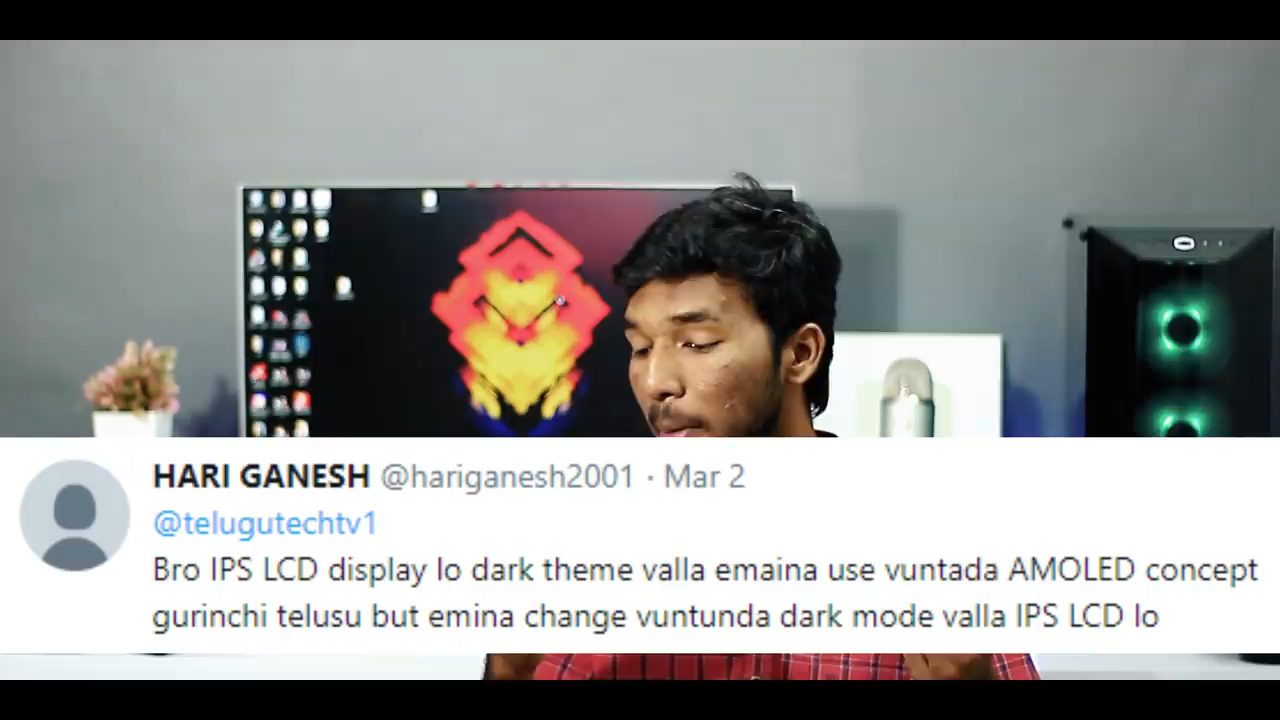 HARI GANESH @hariganesh2001 · Mar 2
@telugutechtv1
Bro IPS LCD display lo dark theme valla emaina use vuntada AMOLED concept
gurinchi telusu but emina change vuntunda dark mode valla IPS LCD lo